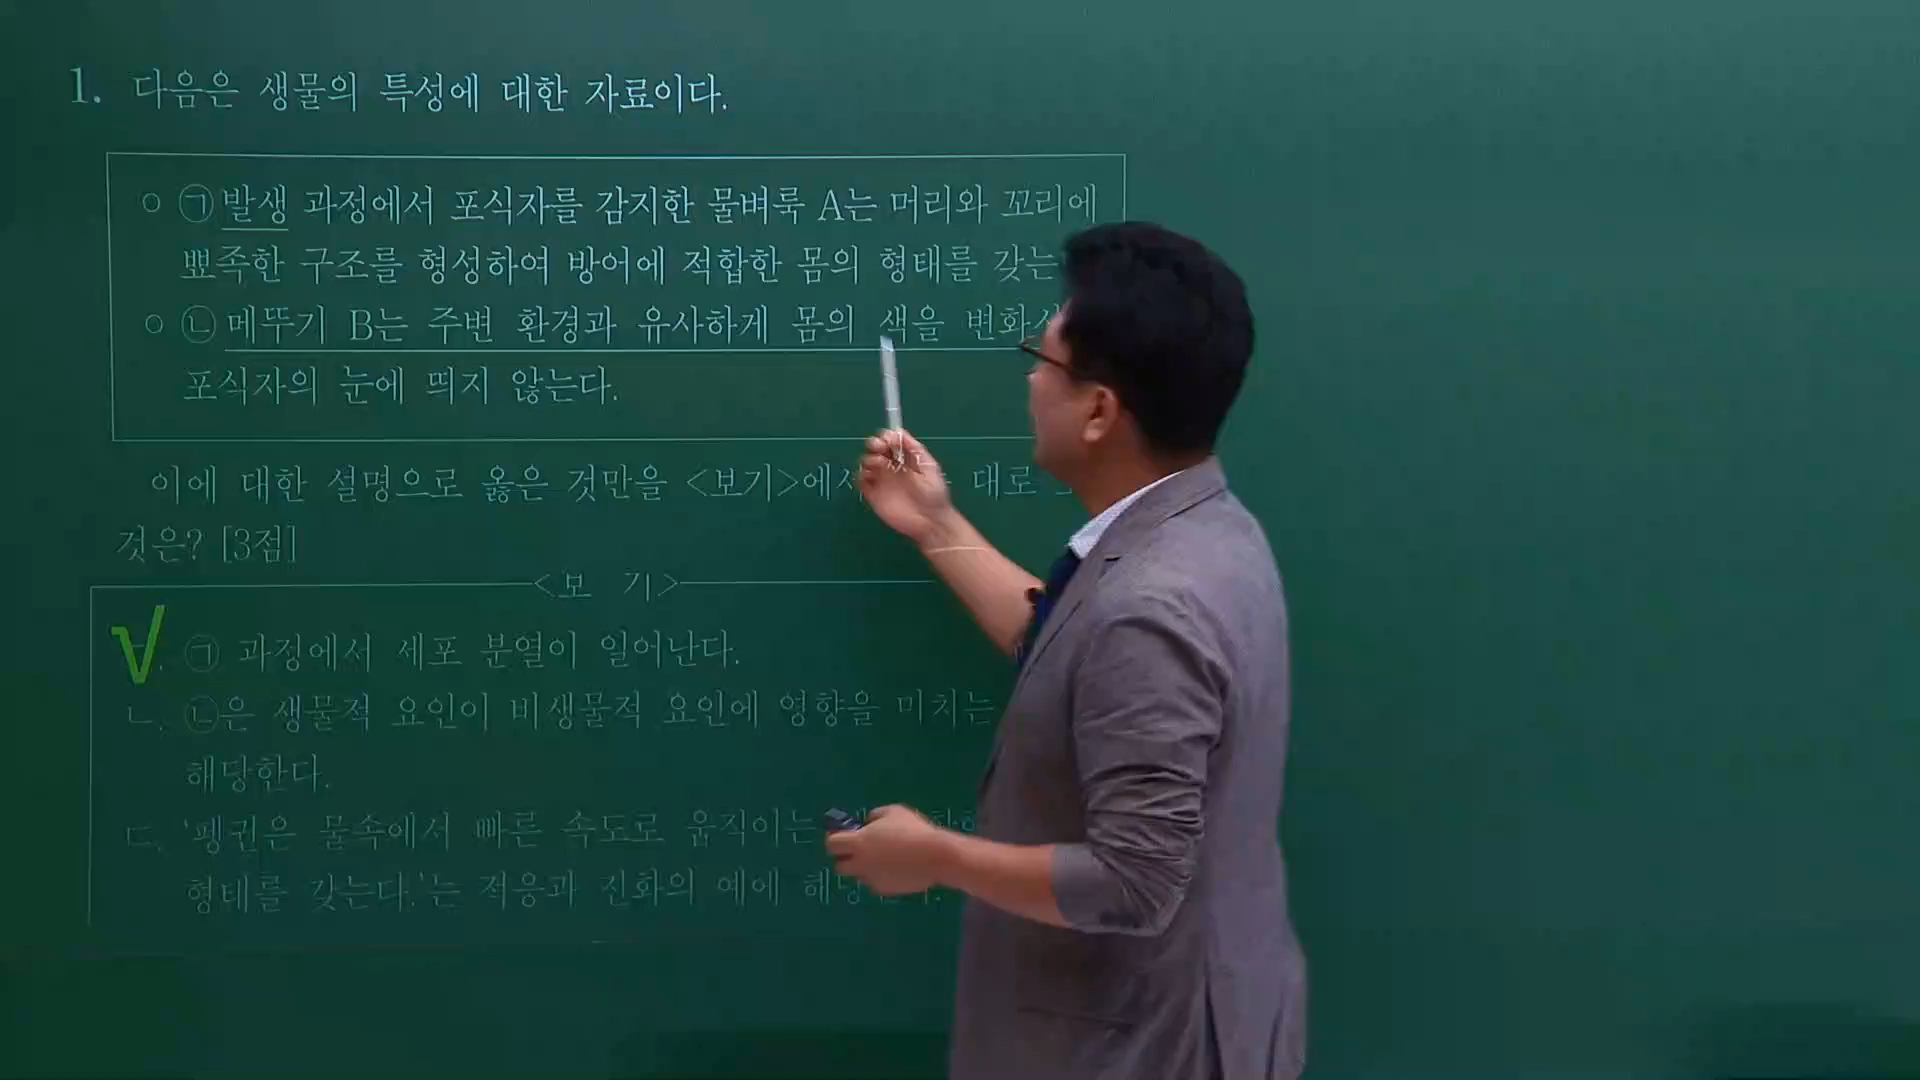 1. 다음은 생물의 특성에 대한 자료이다.
○ ㉠발생 과정에서 포식자를 감지한 물벼룩 A는 머리와 꼬리에
뾰족한 구조를 형성하여 방어에 적합한 몸의 형태를 갖는
○ ㉡메뚜기 B는 주변 환경과 유사하게 몸의 색을 변화
포식자의 눈에 띄지 않는다.
이에 대한 설명으로 옳은 것만을 <보기>에서 대로
것은? [3점]
<보 기>
㉠ 과정에서 세포 분열이 일어난다.
ㄴ. ㉡은 생물적 요인이 비생물적 요인에 영향을 미치는
해당한다.
ㄷ. '펭귄은 물속에서 빠른 속도로 움직이는
형태를 갖는다.'는 적응과 진화의 예에